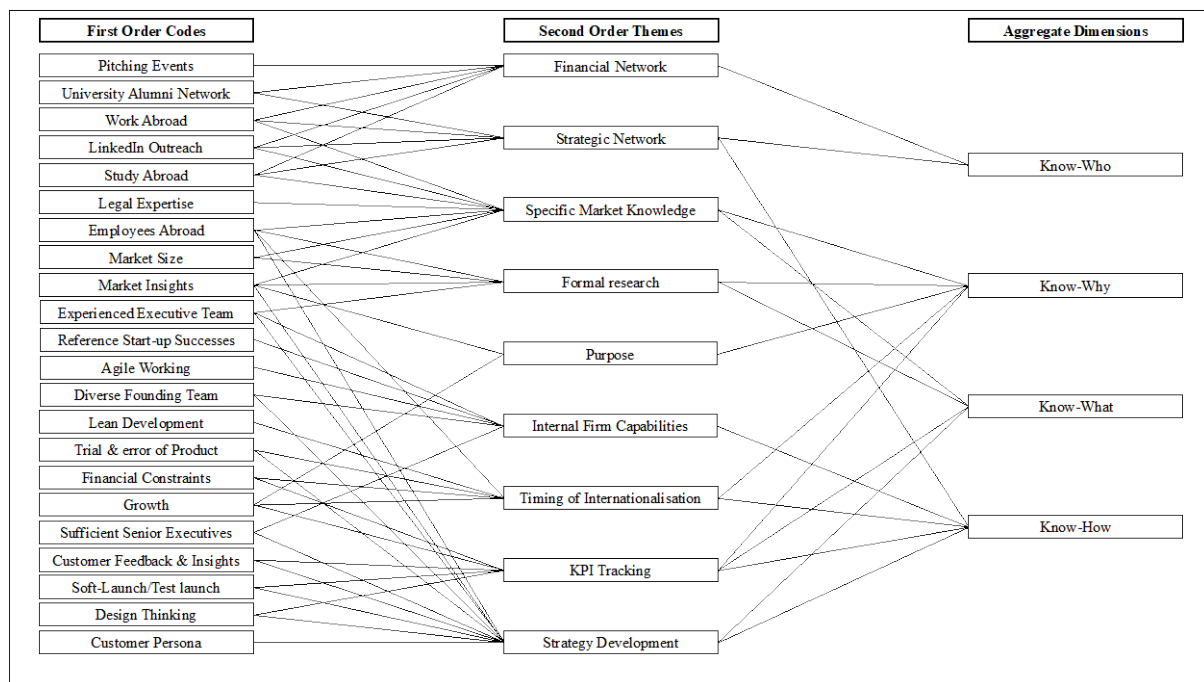 First Order Codes
Second Order Themes
Aggregate Dimensions
Pitching Events
University Alumni Network
Work Abroad
LinkedIn Outreach
Study Abroad
Legal Expertise
Employees Abroad
Market Size
Market Insights
Experienced Executive Team
Reference Start-up Successes
Agile Working
Diverse Founding Team
Lean Development
Trial & error of Product
Financial Constraints
Growth
Sufficient Senior Executives
Customer Feedback & Insights
Soft-Launch/Test launch
Design Thinking
Customer Persona
Financial Network
Strategic Network
Specific Market Knowledge
Formal research
Purpose
Internal Firm Capabilities
Timing of Internationalisation
KPI Tracking
Strategy Development
Know-Who
Know-Why
Know-What
Know-How